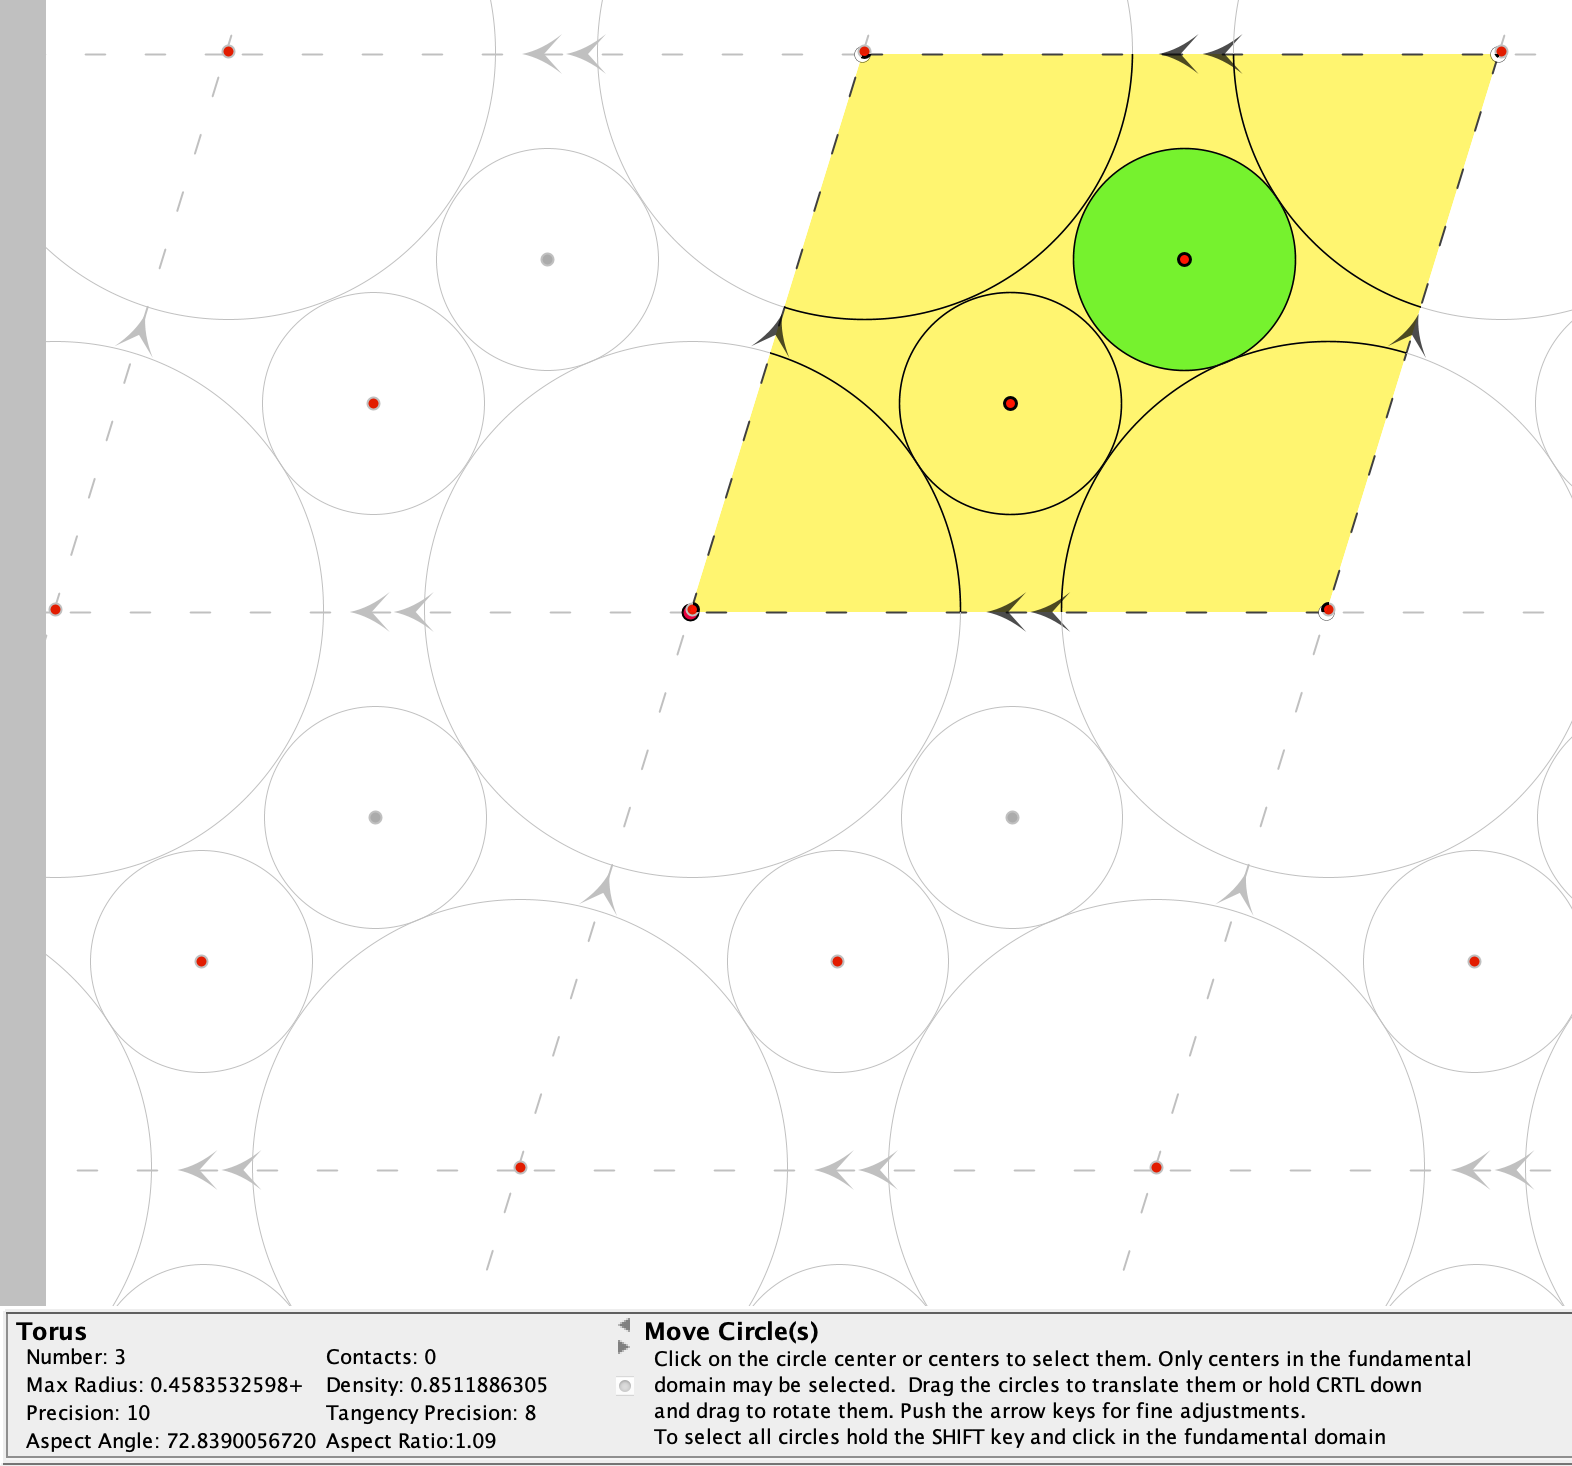 Torus
Number: 3
Contacts: 0
Max Radius: 0.4583532598+
Density: 0.8511886305
Precision: 10
Tangency Precision: 8
Aspect Angle: 72.8390056720
Aspect Ratio:1.09
Move Circle(s)
Click on the circle center or centers to select them. Only centers in the fundamental
domain may be selected.  Drag the circles to translate them or hold CRTL down
and drag to rotate them. Push the arrow keys for fine adjustments.
To select all circles hold the SHIFT key and click in the fundamental domain